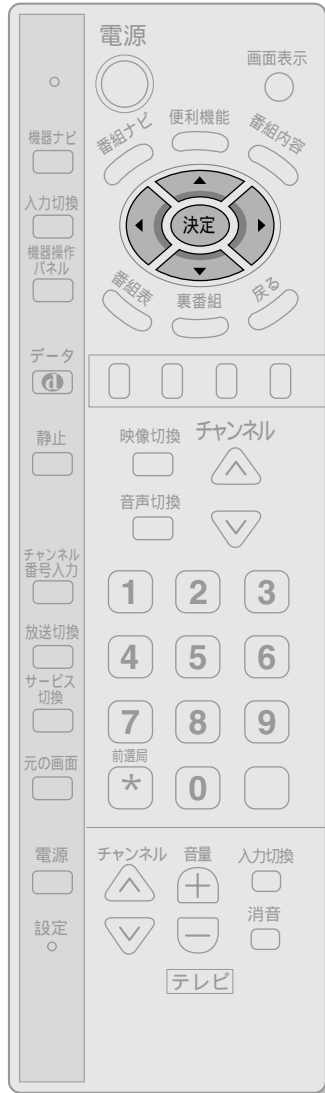 電源
画面表示
機器ナビ
番組ナビ
便利機能
番組内容
入力切換
決定
機器操作
パネル
番組表
裏番組
戻る
データ
d
静止
映像切換
チャンネル
音声切換
チャンネル
番号入力
1 2 3
放送切換
4 5 6
サービス
切換
7 8 9
元の画面
前選局
* 0
電源
チャンネル 音量 入力切換
設定
消音
テレビ